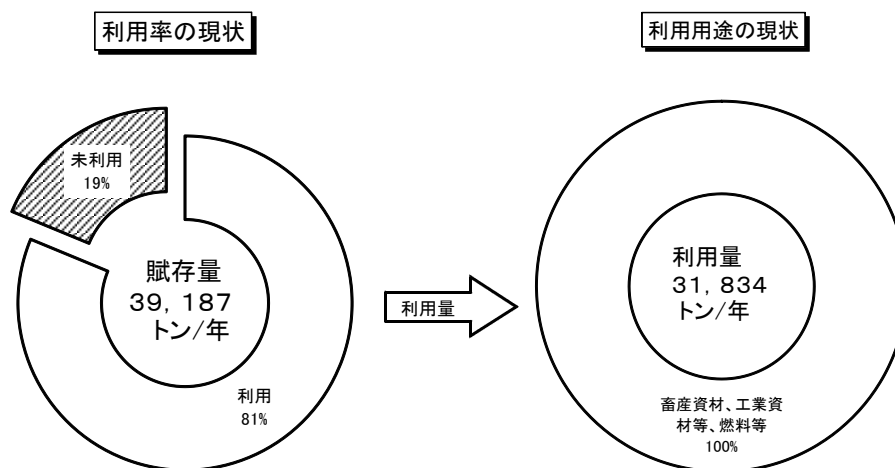 利用率の現状
未利用
19%
賦存量
39,187
トン/年
利用
81%
利用量
利用用途の現状
利用量
31,834
トン/年
畜産資材、工業資
材等、燃料等
100%